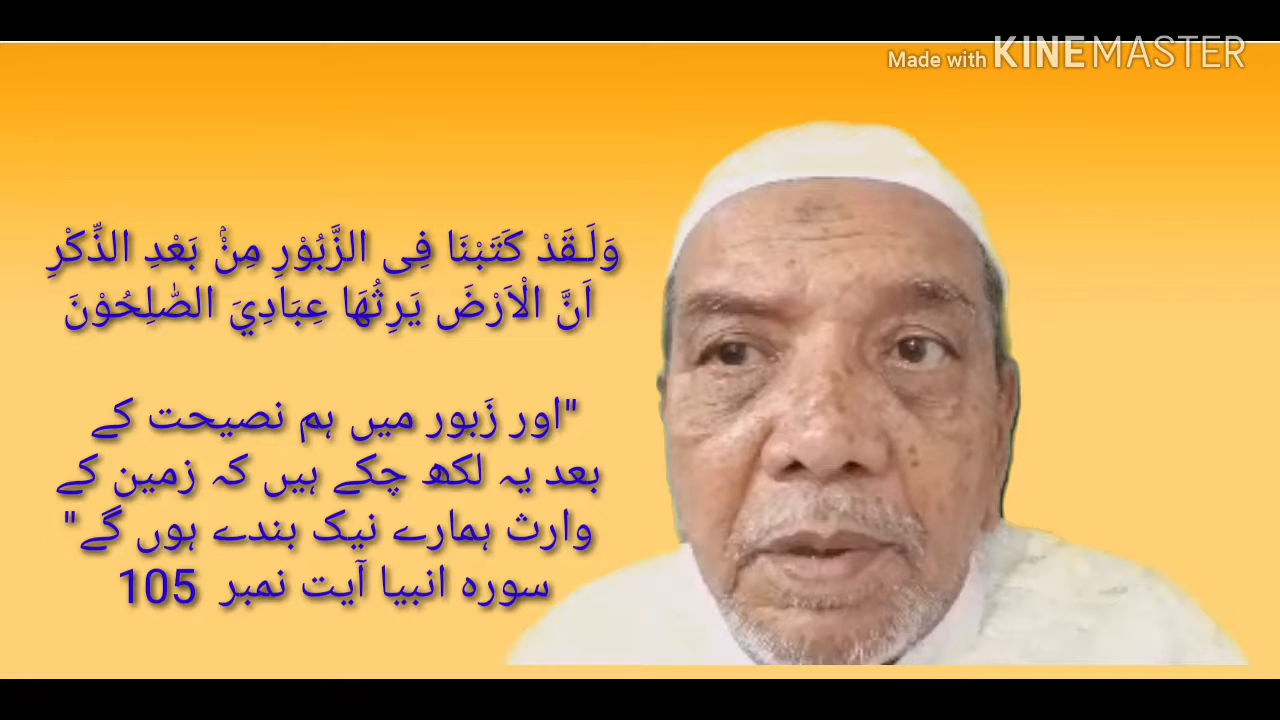 Made with KINEMASTER
وَلَـقَدْ كَتَبْنَا فِى الزَّبُوْرِ مِنْۢ بَعْدِ الذِّكْرِ
اَنَّ الْاَرْضَ يَرِثُهَا عِبَادِيَ الصّٰلِحُوْنَ
"اور زَبور میں ہم نصیحت کے
بعد یہ لکھ چکے ہیں کہ زمین کے
وارث ہمارے نیک بندے ہوں گے"
سورہ انبیا آیت نمبر 105